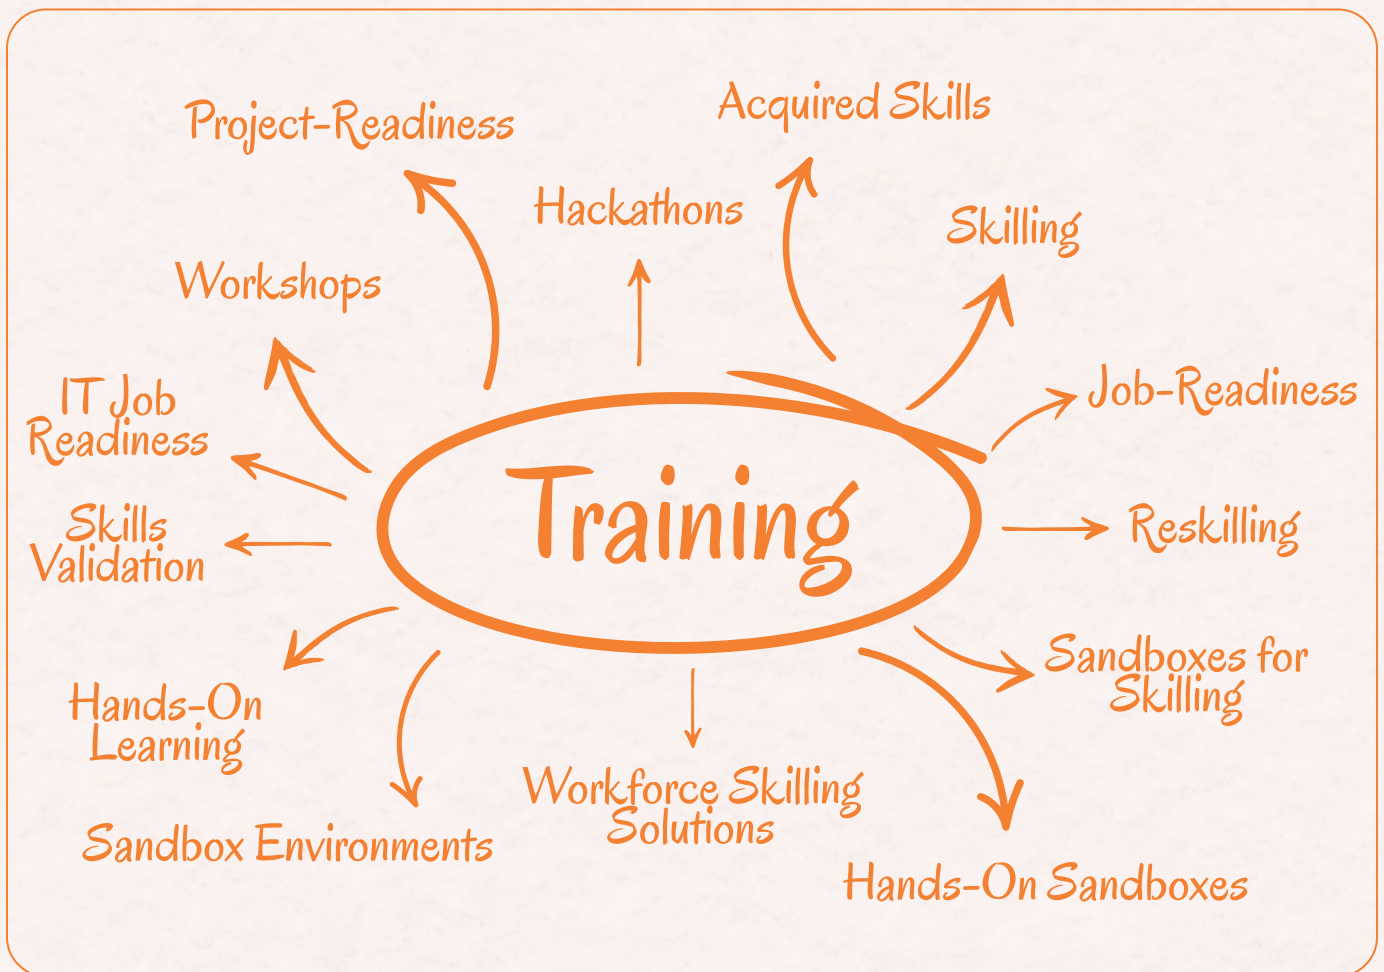 Acquired Skills
Project-Readiness
Hackathons
Skilling
Workshops
Job-Readiness
IT Job
Readiness
Training
Skills
Validation
Reskilling
Sandboxes for
Skilling
Hands-On
Learning
Workforce Skilling
Solutions
Sandbox Environments
Hands-On Sandboxes